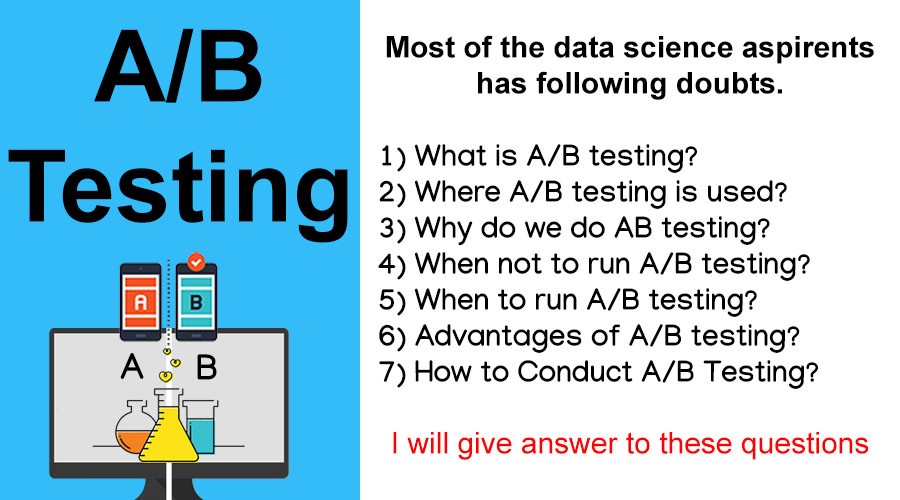 A/B
Testing
A
B
A
B
Most of the data science aspirents
has following doubts.
1) What is A/B testing?
2) Where A/B testing is used?
3) Why do we do AB testing?
4) When not to run A/B testing?
5) When to run A/B testing?
6) Advantages of A/B testing?
7) How to Conduct A/B Testing?
I will give answer to these questions